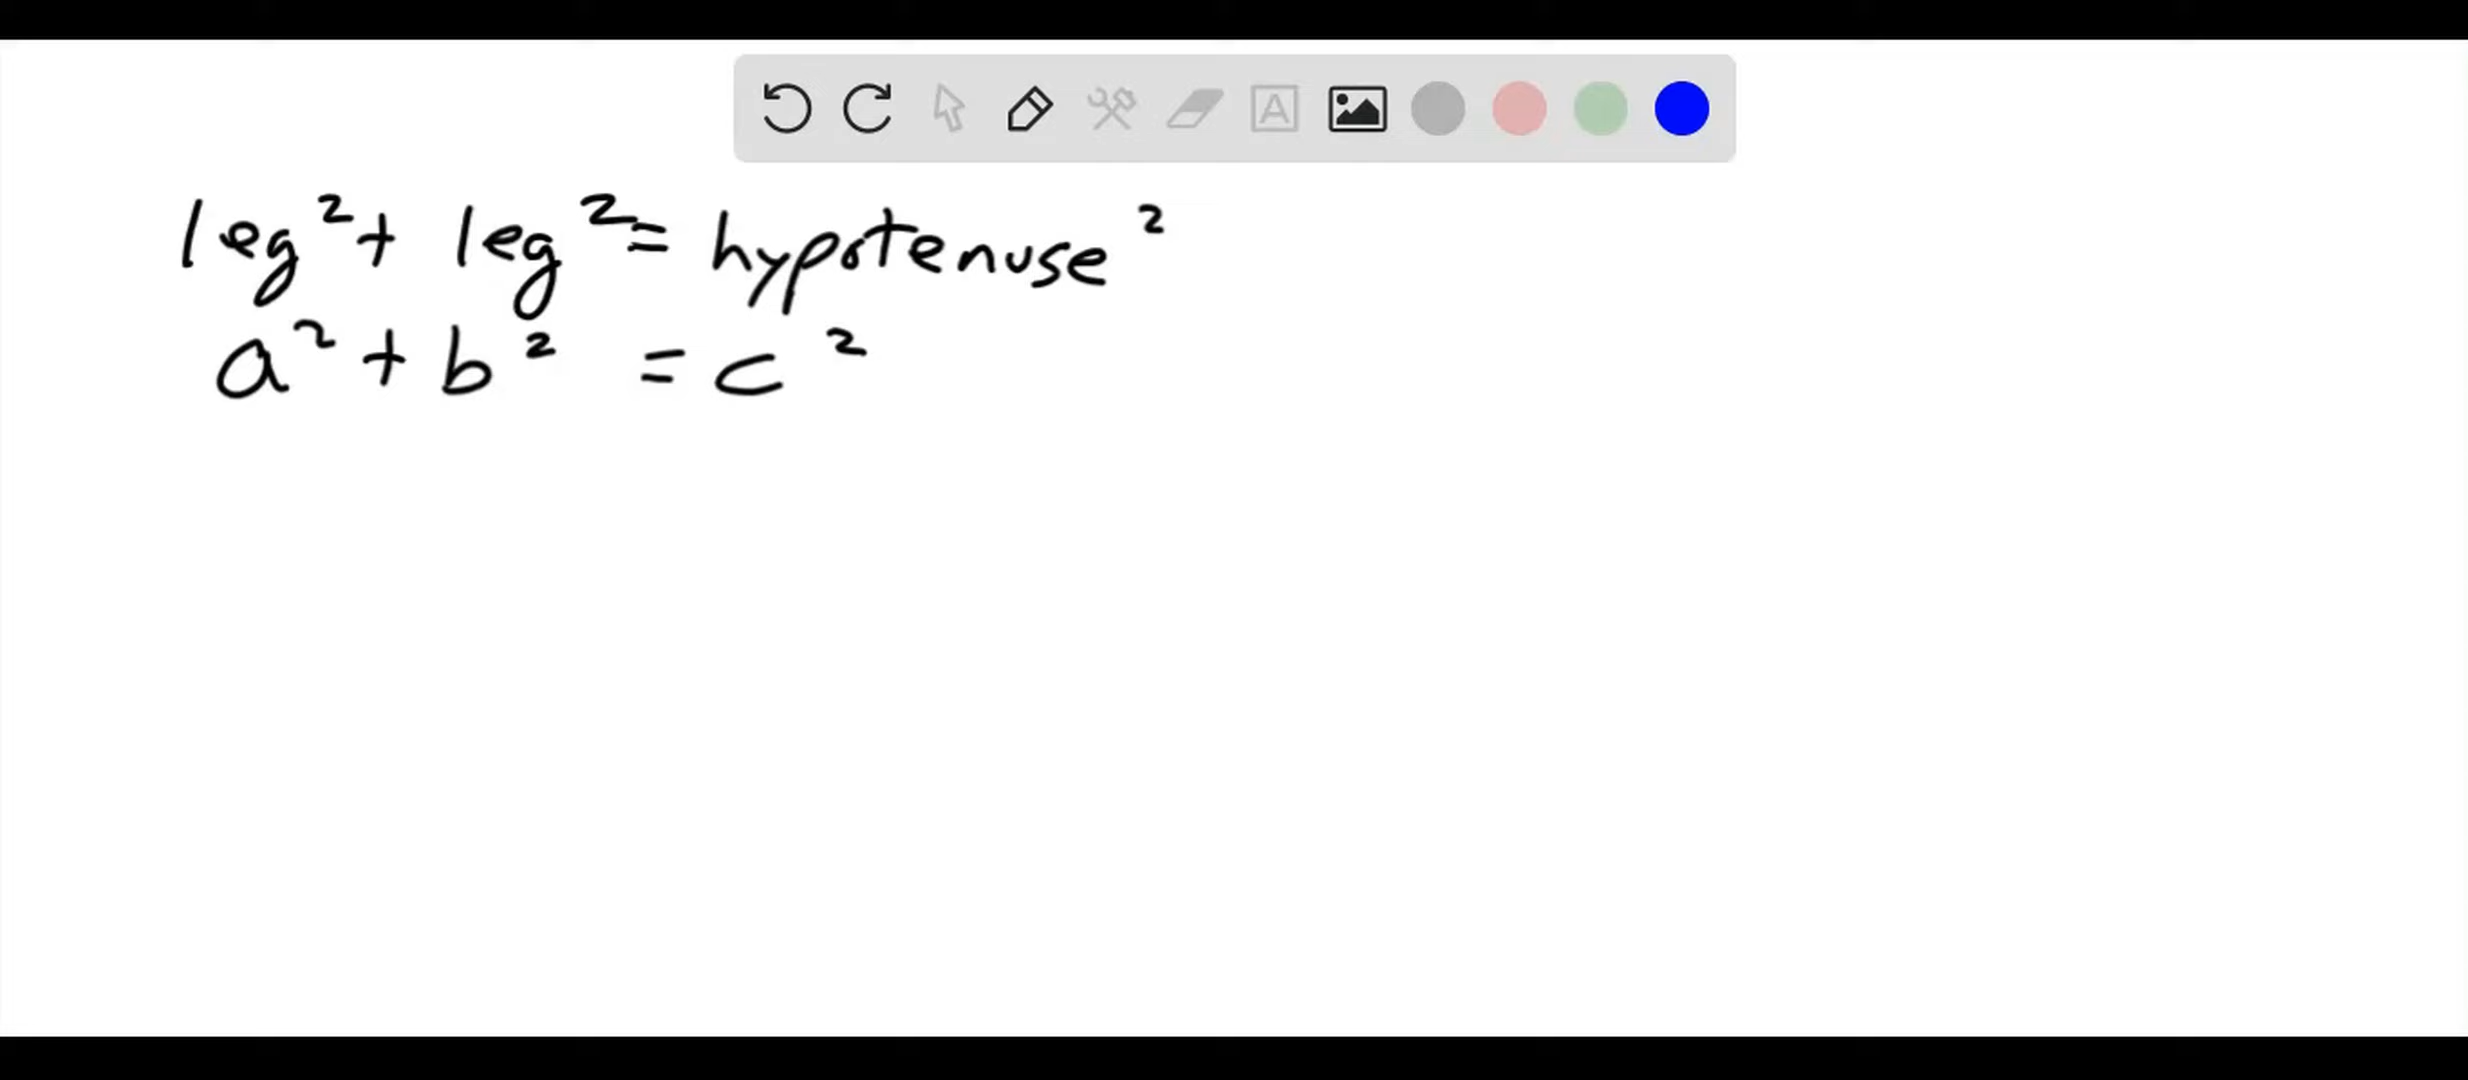 leg² + leg² = hypotenuse²
a² + b² = c²